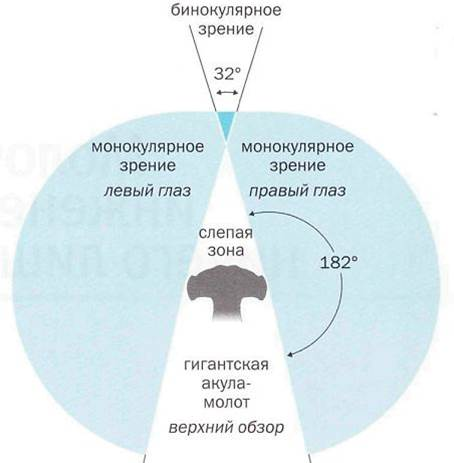 бинокулярное
зрение
32°
монокулярное
зрение
левый глаз
монокулярное
зрение
правый глаз
слепая
зона
182°
гигантская
акула-
молот
верхний обзор